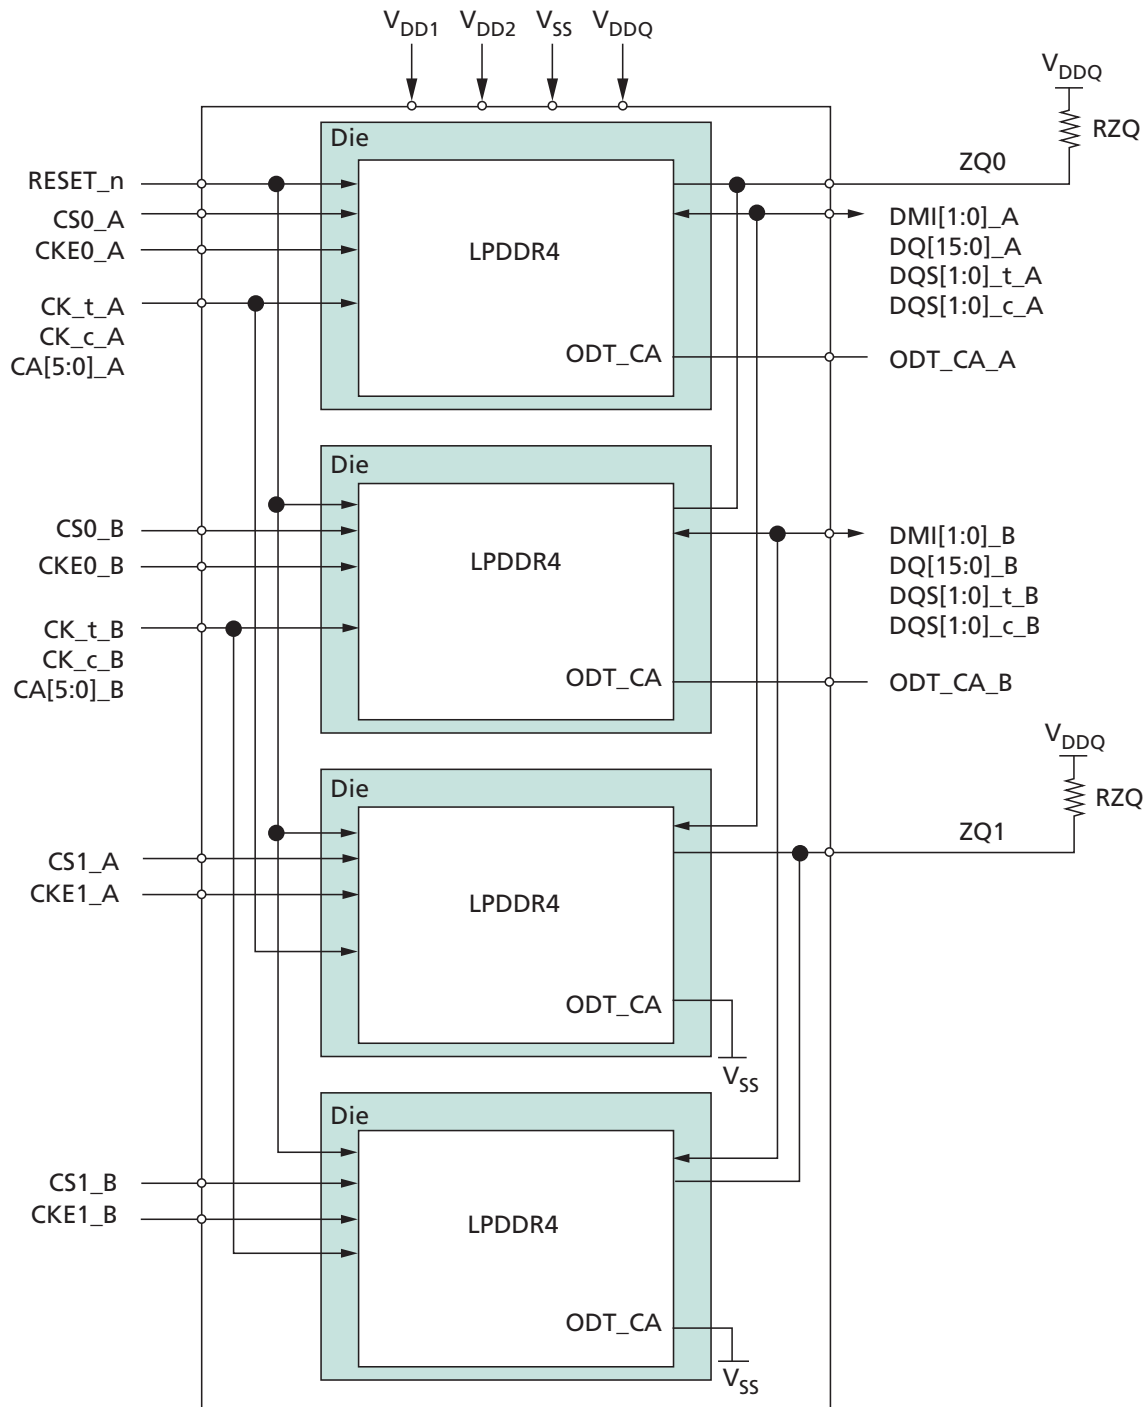 VDD1 VDD2 VSS VDDQ
VDDQ
RZQ
Die
ZQ0
RESET_n
CS0_A
CKE0_A
CK_t_A
CK_c_A
CA[5:0]_A
LPDDR4
ODT_CA
DMI[1:0]_A
DQ[15:0]_A
DQS[1:0]_t_A
DQS[1:0]_c_A
ODT_CA_A
Die
CS0_B
CKE0_B
CK_t_B
CK_c_B
CA[5:0]_B
LPDDR4
ODT_CA
DMI[1:0]_B
DQ[15:0]_B
DQS[1:0]_t_B
DQS[1:0]_c_B
ODT_CA_B
VDDQ
RZQ
Die
ZQ1
CS1_A
CKE1_A
LPDDR4
ODT_CA
VSS
Die
CS1_B
CKE1_B
LPDDR4
ODT_CA
VSS